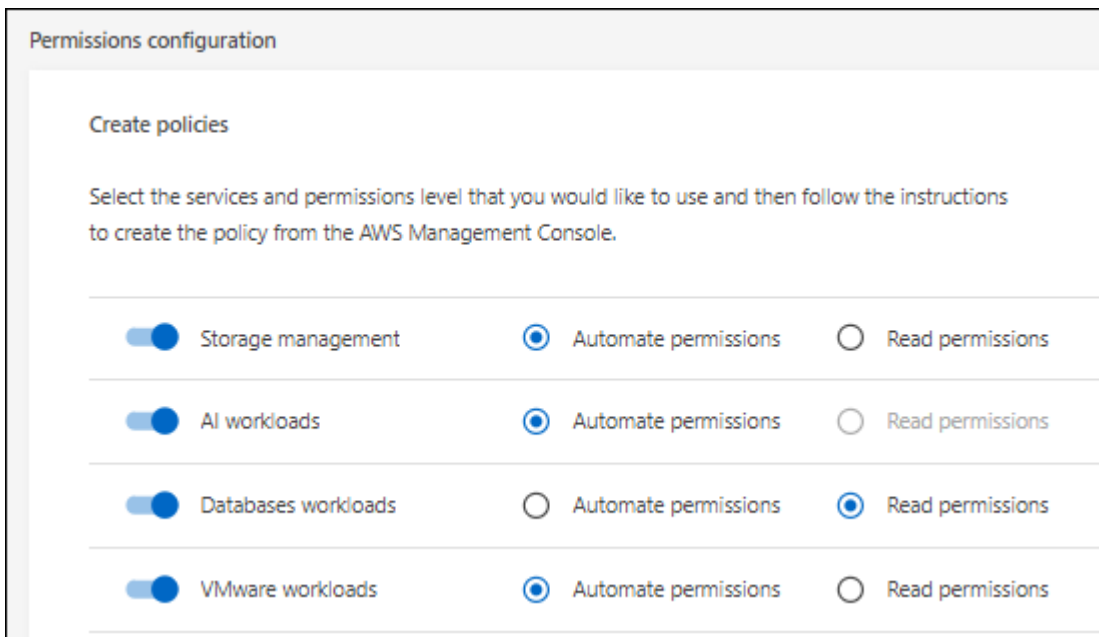 Permissions configuration
Create policies
Select the services and permissions level that you would like to use and then follow the instructions
to create the policy from the AWS Management Console.
Storage management Automate permissions Read permissions
AI workloads Automate permissions Read permissions
Databases workloads Automate permissions Read permissions
VMware workloads Automate permissions Read permissions